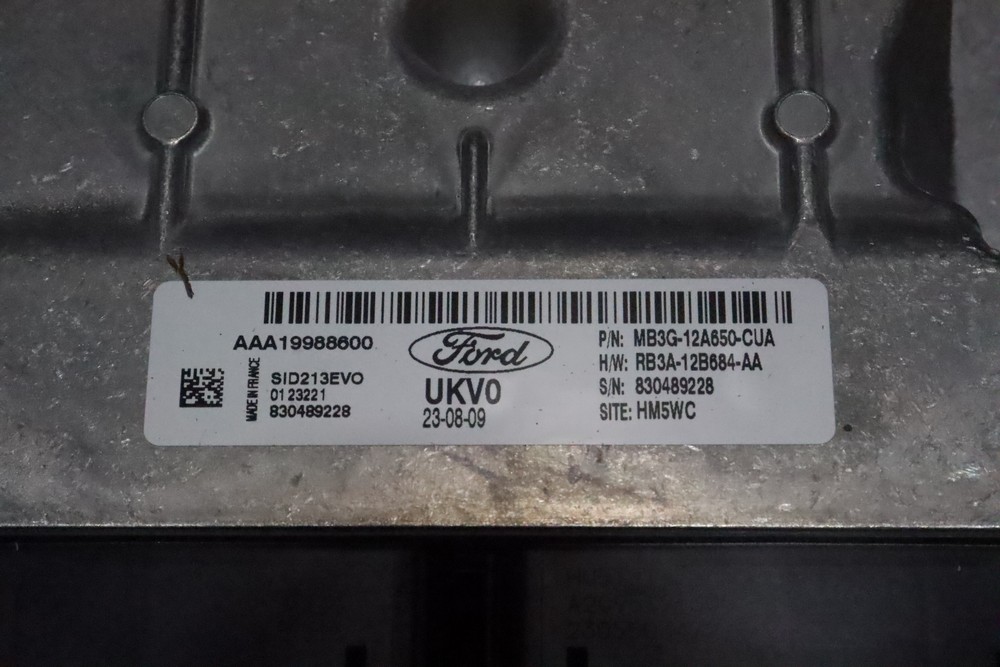 AAA19988600
MADE IN FRANCE
SID213EVO
0123221
830489228
Ford
UKV0
23-08-09
P/N: MB3G-12A650-CUA
H/W: RB3A-12B684-AA
S/N: 830489228
SITE: HM5WC